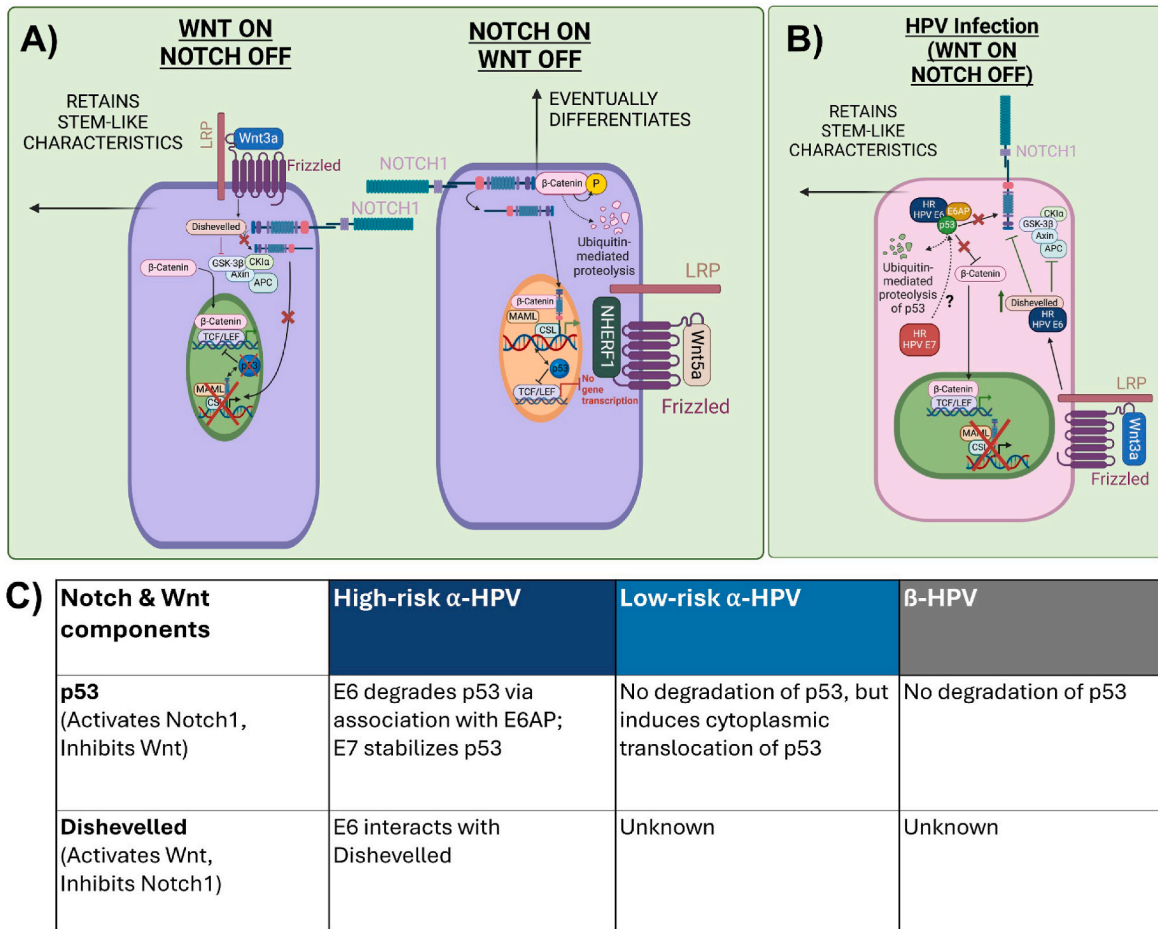 A)
WNT ON
NOTCH OFF
NOTCH ON
WNT OFF
RETAINS
STEM-LIKE
CHARACTERISTICS
LRP
Wnt3a
Frizzled
EVENTUALLY
DIFFERENTIATES
NOTCH1
NOTCH1
Dishevelled
GSK-3β
CKIα
Axin
APC
β-Catenin
β-Catenin
TCF/LEF
p53
MAML
CSL
β-Catenin
P
Ubiquitin-
mediated
proteolysis
β-Catenin
MAML
CSL
p53
TCF/LEF
No
gene
transcription
LRP
NHERF1
Wnt5a
Frizzled
B)
HPV Infection
(WNT ON
NOTCH OFF)
RETAINS
STEM-LIKE
CHARACTERISTICS
NOTCH1
HR
HPV E6
E6AP
p53
CKIα
GSK-3β
Axin
APC
Ubiquitin-
mediated
proteolysis
of p53
?
β-Catenin
HR
HPV E7
Dishevelled
HR
HPV E6
β-Catenin
TCF/LEF
MAML
CSL
LRP
Wnt3a
Frizzled
C)
Notch & Wnt
components
High-risk α-HPV
Low-risk α-HPV
ß-HPV
p53
(Activates Notch1,
Inhibits Wnt)
E6 degrades p53 via
association with E6AP;
E7 stabilizes p53
No degradation of p53, but
induces cytoplasmic
translocation of p53
No degradation of p53
Dishevelled
(Activates Wnt,
Inhibits Notch1)
E6 interacts with
Dishevelled
Unknown
Unknown